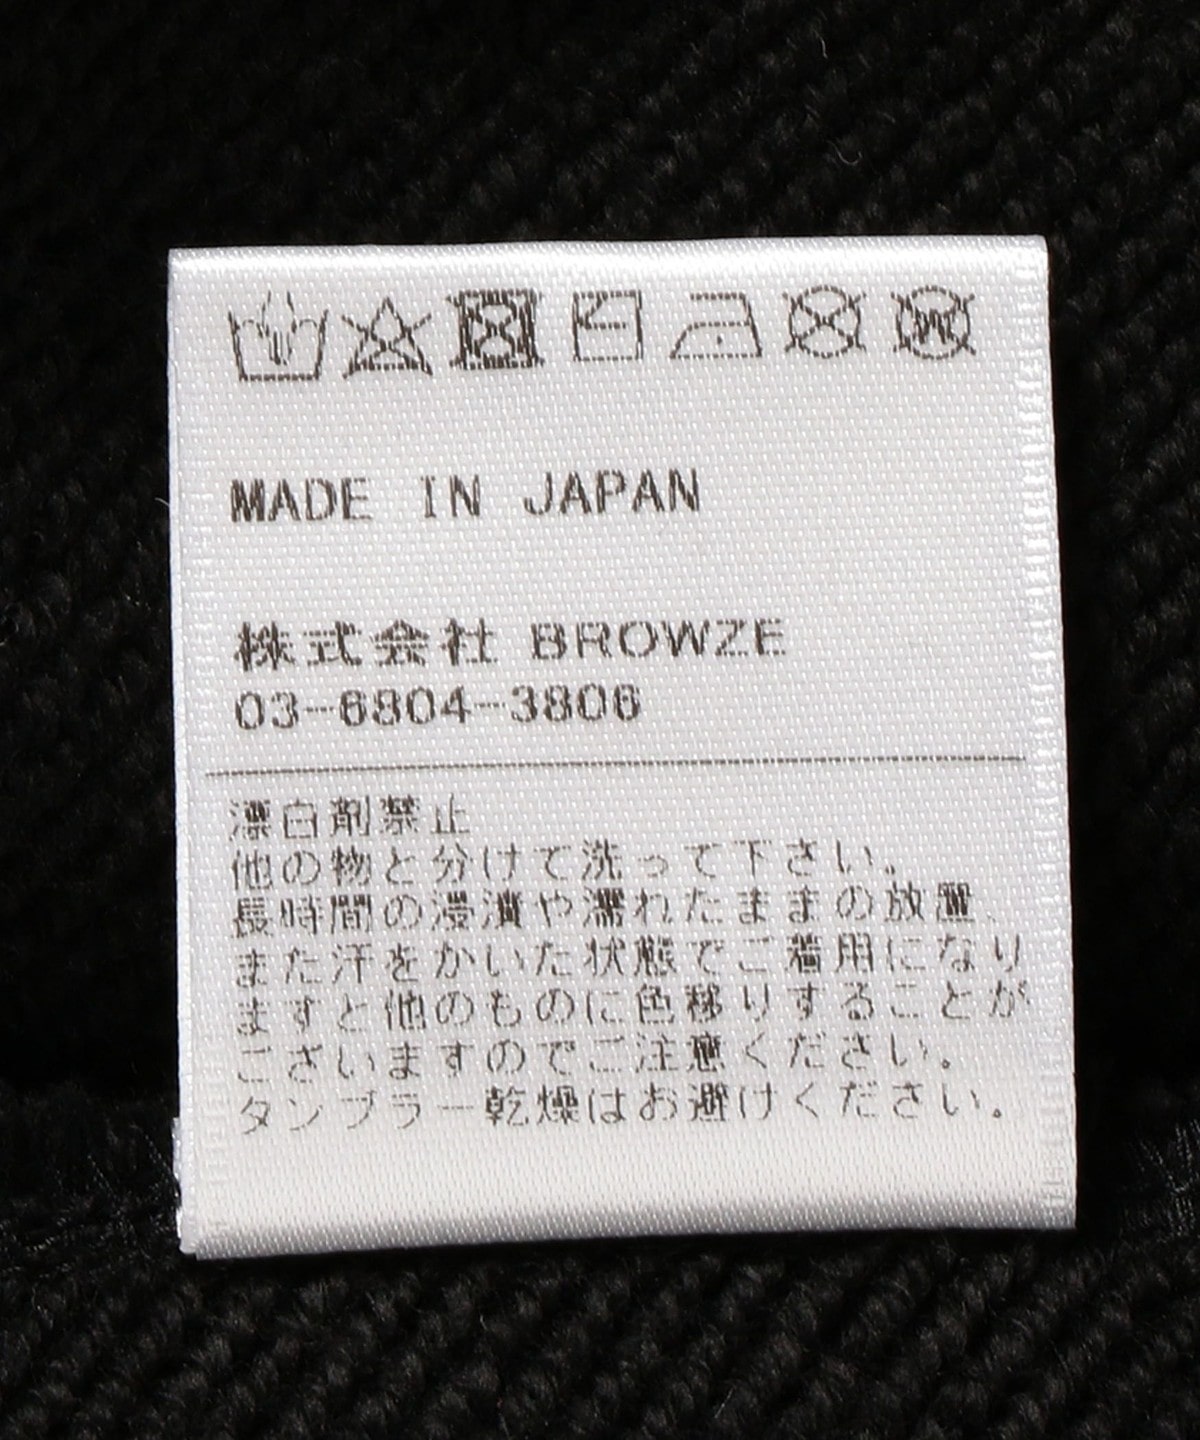 MADE IN JAPAN
株式会社 BROWZE
03-6804-3806
漂白剤禁止
他の物と分けて洗って下さい。
長時間の浸漬や濡れたままの放置、
また汗をかいた状態でご着用になり
ますと他のものに色移りすることが
ございますのでご注意ください。
タンブラー乾燥はお避けください。